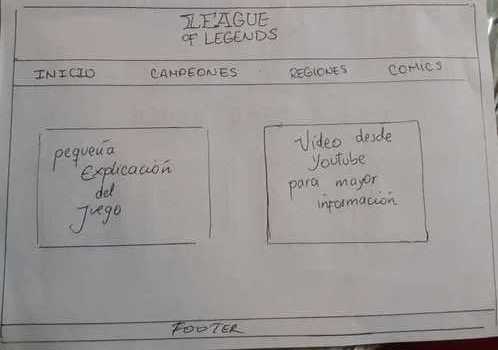 LEAGUE
OF LEGENDS
INICIO CAMPEONES REGIONES COMICS
pequeña
Explicación
del
Juego
Video desde
Youtube
para mayor
información
FOOTER